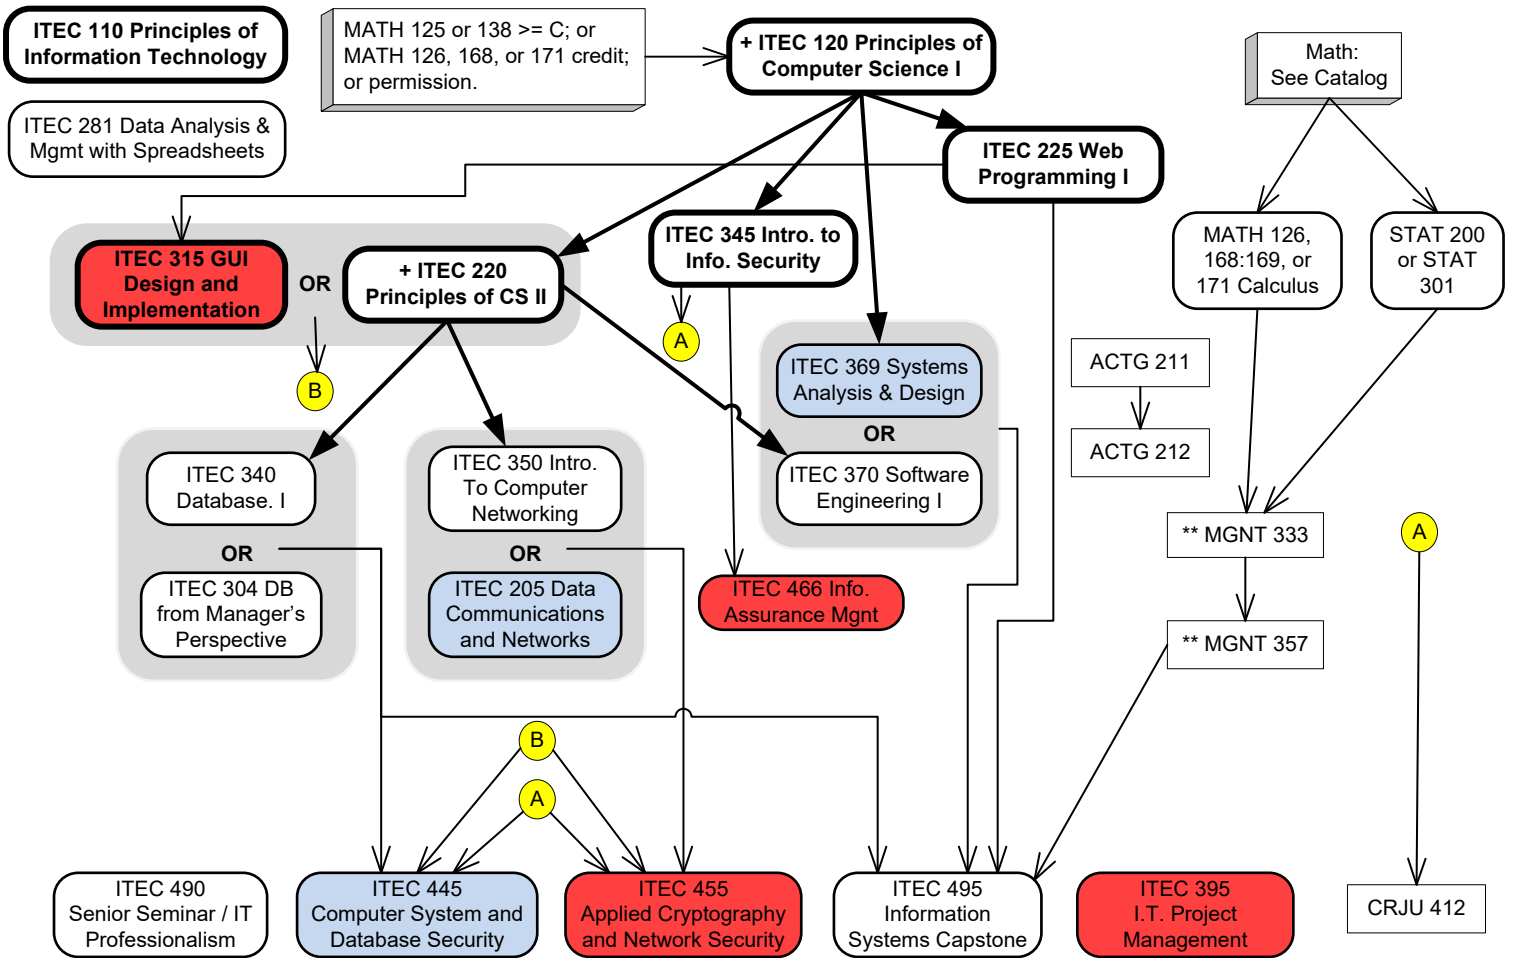 ITEC 110 Principles of
Information Technology
MATH 125 or 138 >= C; or
MATH 126, 168, or 171 credit;
or permission.
+ ITEC 120 Principles of
Computer Science I
Math:
See Catalog
ITEC 281 Data Analysis &
Mgmt with Spreadsheets
ITEC 225 Web
Programming I
ITEC 315 GUI
Design and
Implementation
OR
+ ITEC 220
Principles of CS II
ITEC 345 Intro. to
Info. Security
MATH 126,
168:169, or
171 Calculus
STAT 200
or STAT
301
A
B
ITEC 369 Systems
Analysis & Design
OR
ITEC 370 Software
Engineering I
ACTG 211
ACTG 212
ITEC 340
Database. I
OR
ITEC 304 DB
from Manager's
Perspective
ITEC 350 Intro.
To Computer
Networking
OR
ITEC 205 Data
Communications
and Networks
ITEC 466 Info.
Assurance Mgnt
** MGNT 333
A
** MGNT 357
B
A
ITEC 490
Senior Seminar / IT
Professionalism
ITEC 445
Computer System and
Database Security
ITEC 455
Applied Cryptography
and Network Security
ITEC 495
Information
Systems Capstone
ITEC 395
I.T. Project
Management
CRJU 412